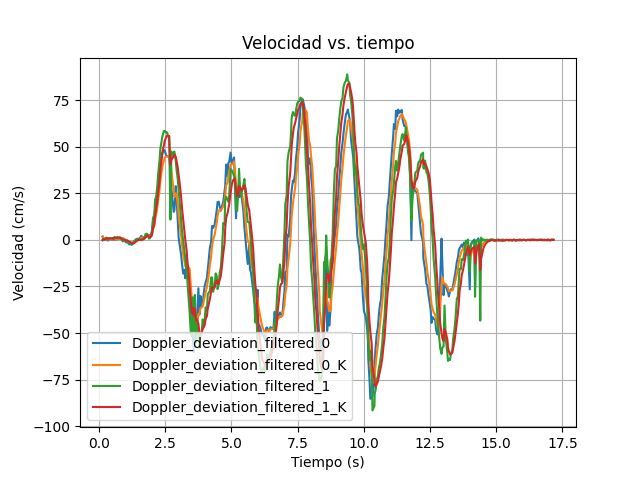 Velocidad vs. tiempo
Velocidad (cm/s)
75
50
25
0
−25
−50
−75
−100
Doppler_deviation_filtered_0
Doppler_deviation_filtered_0_K
Doppler_deviation_filtered_1
Doppler_deviation_filtered_1_K
0.0 2.5 5.0 7.5 10.0 12.5 15.0 17.5
Tiempo (s)